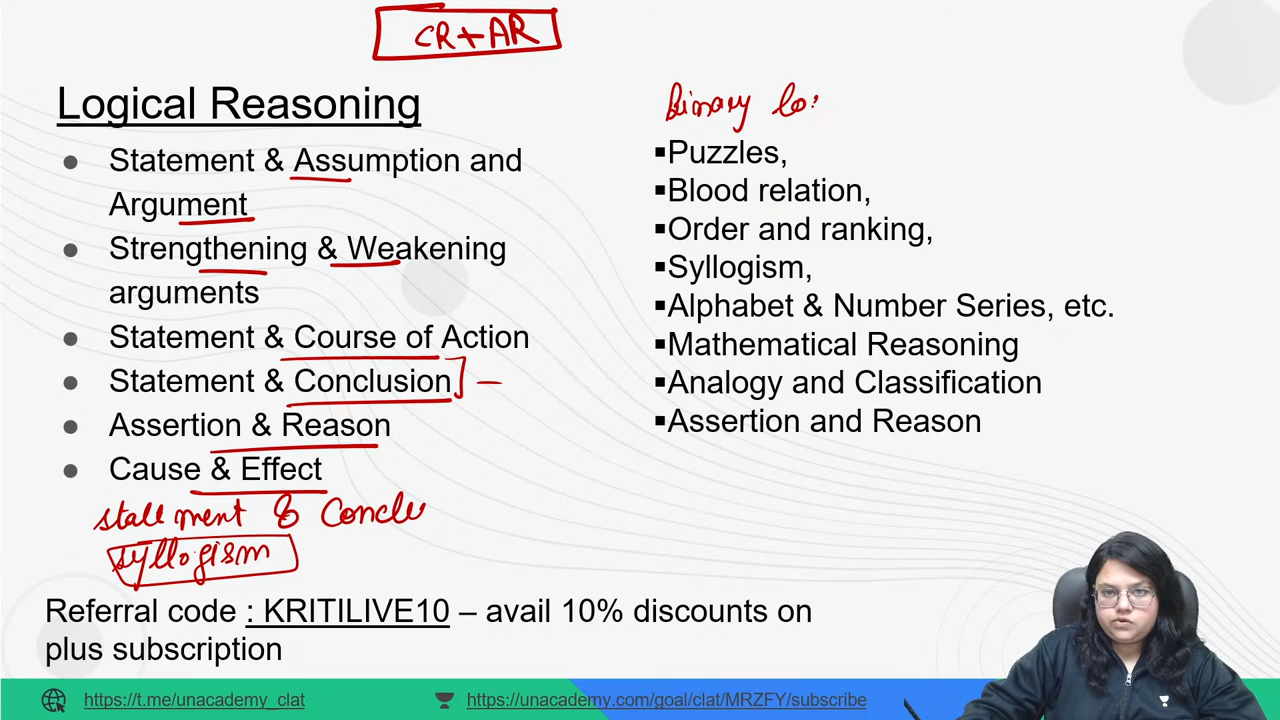 CR+AR
Logical Reasoning
● Statement & Assumption and
Argument
● Strengthening & Weakening
arguments
● Statement & Course of Action
● Statement & Conclusion
● Assertion & Reason
● Cause & Effect
statement & Conclu
syllogism
Binary Lo
▪Puzzles,
▪Blood relation,
▪Order and ranking,
▪Syllogism,
▪Alphabet & Number Series, etc.
▪Mathematical Reasoning
▪Analogy and Classification
▪Assertion and Reason
Referral code : KRITILIVE10 – avail 10% discounts on
plus subscription
https://t.me/unacademy_clat
https://unacademy.com/goal/clat/MRZFY/subscribe